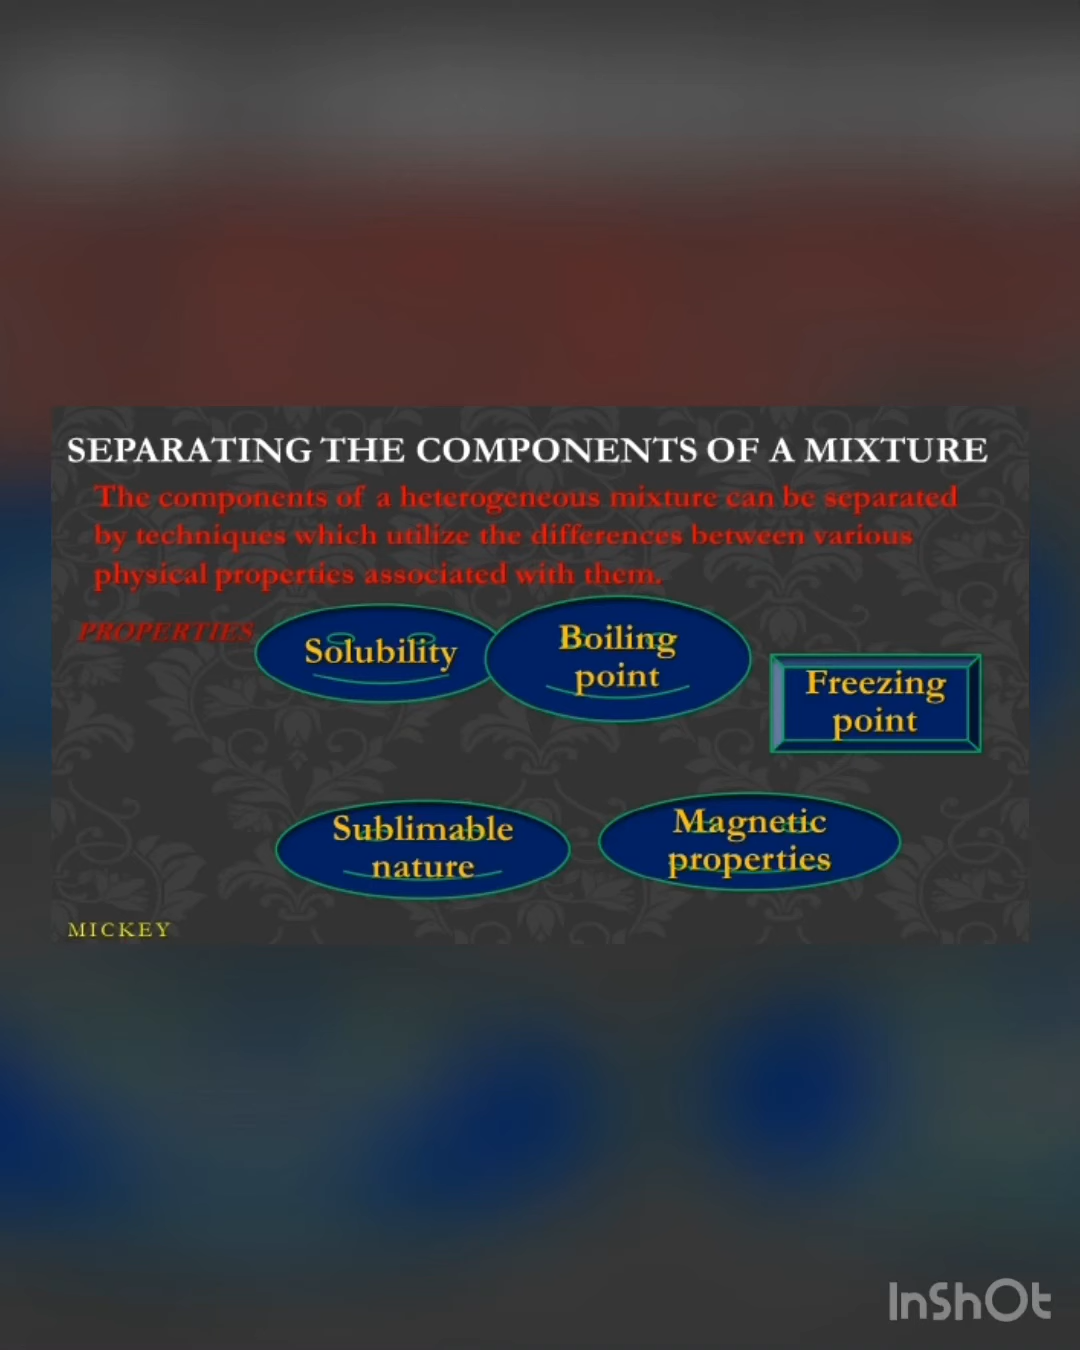 SEPARATING THE COMPONENTS OF A MIXTURE
The components of a heterogeneous mixture can be separated
by techniques which utilize the differences between various
physical properties associated with them.
PROPERTIES
Solubility
Boiling
point
Freezing
point
Sublimable
nature
Magnetic
properties
MICKEY
InShOt